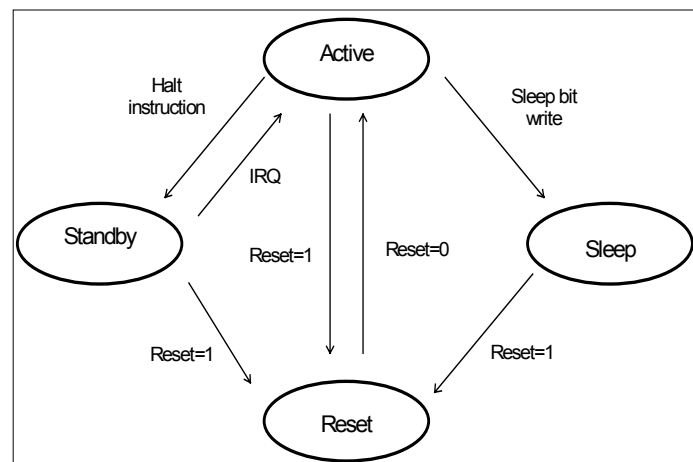 Active
Halt
instruction
Sleep bit
write
IRQ
Standby
Reset=1
Reset=0
Sleep
Reset=1
Reset=1
Reset